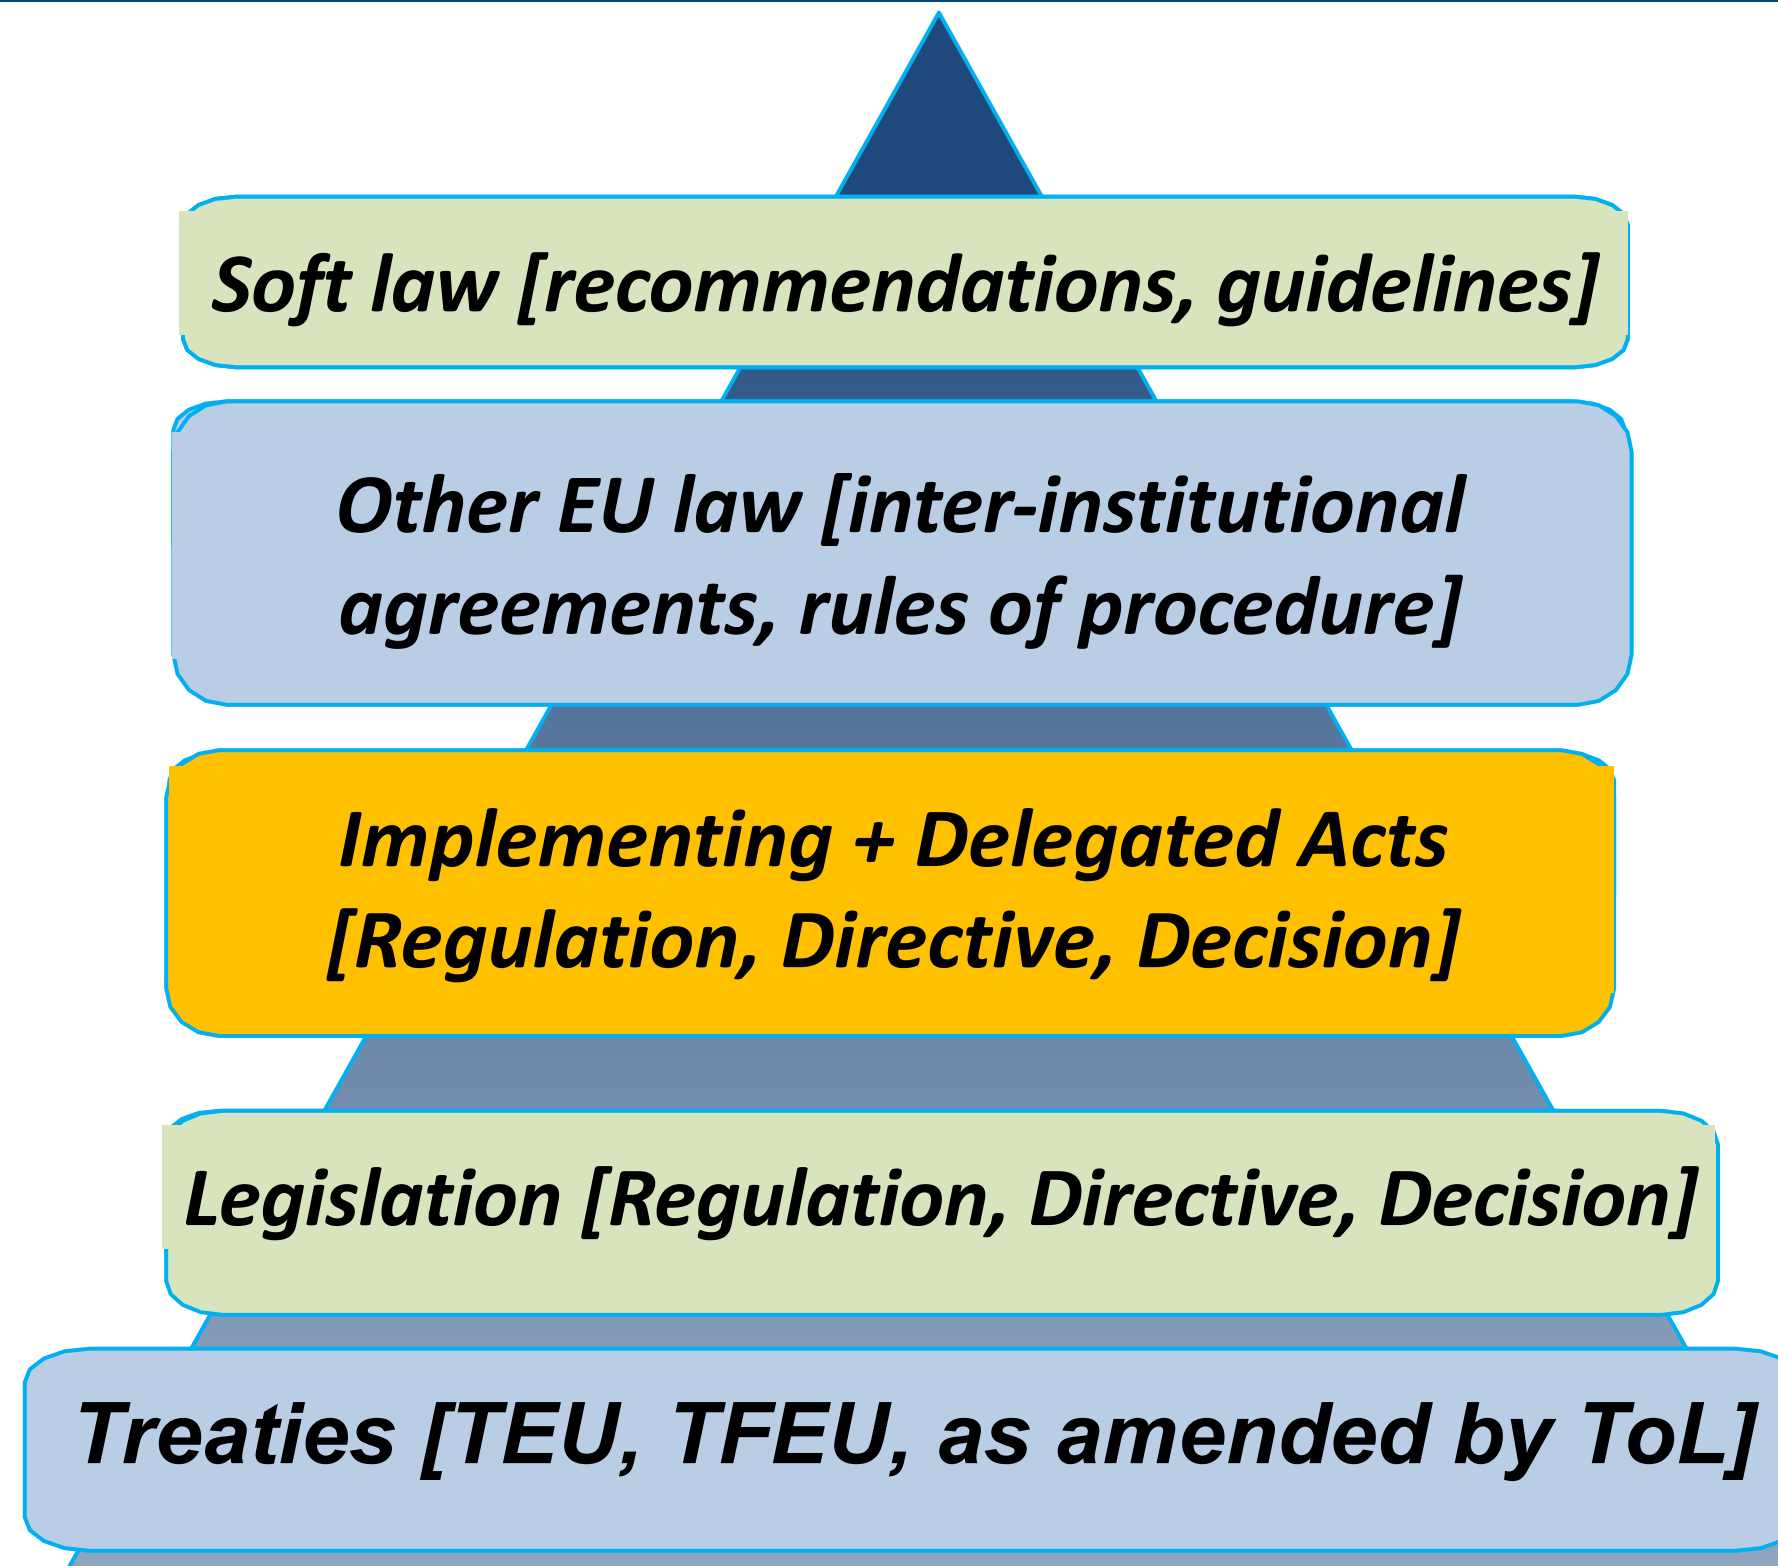 Soft law [recommendations, guidelines]
Other EU law [inter-institutional
agreements, rules of procedure]
Implementing + Delegated Acts
[Regulation, Directive, Decision]
Legislation [Regulation, Directive, Decision]
Treaties [TEU, TFEU, as amended by ToL]